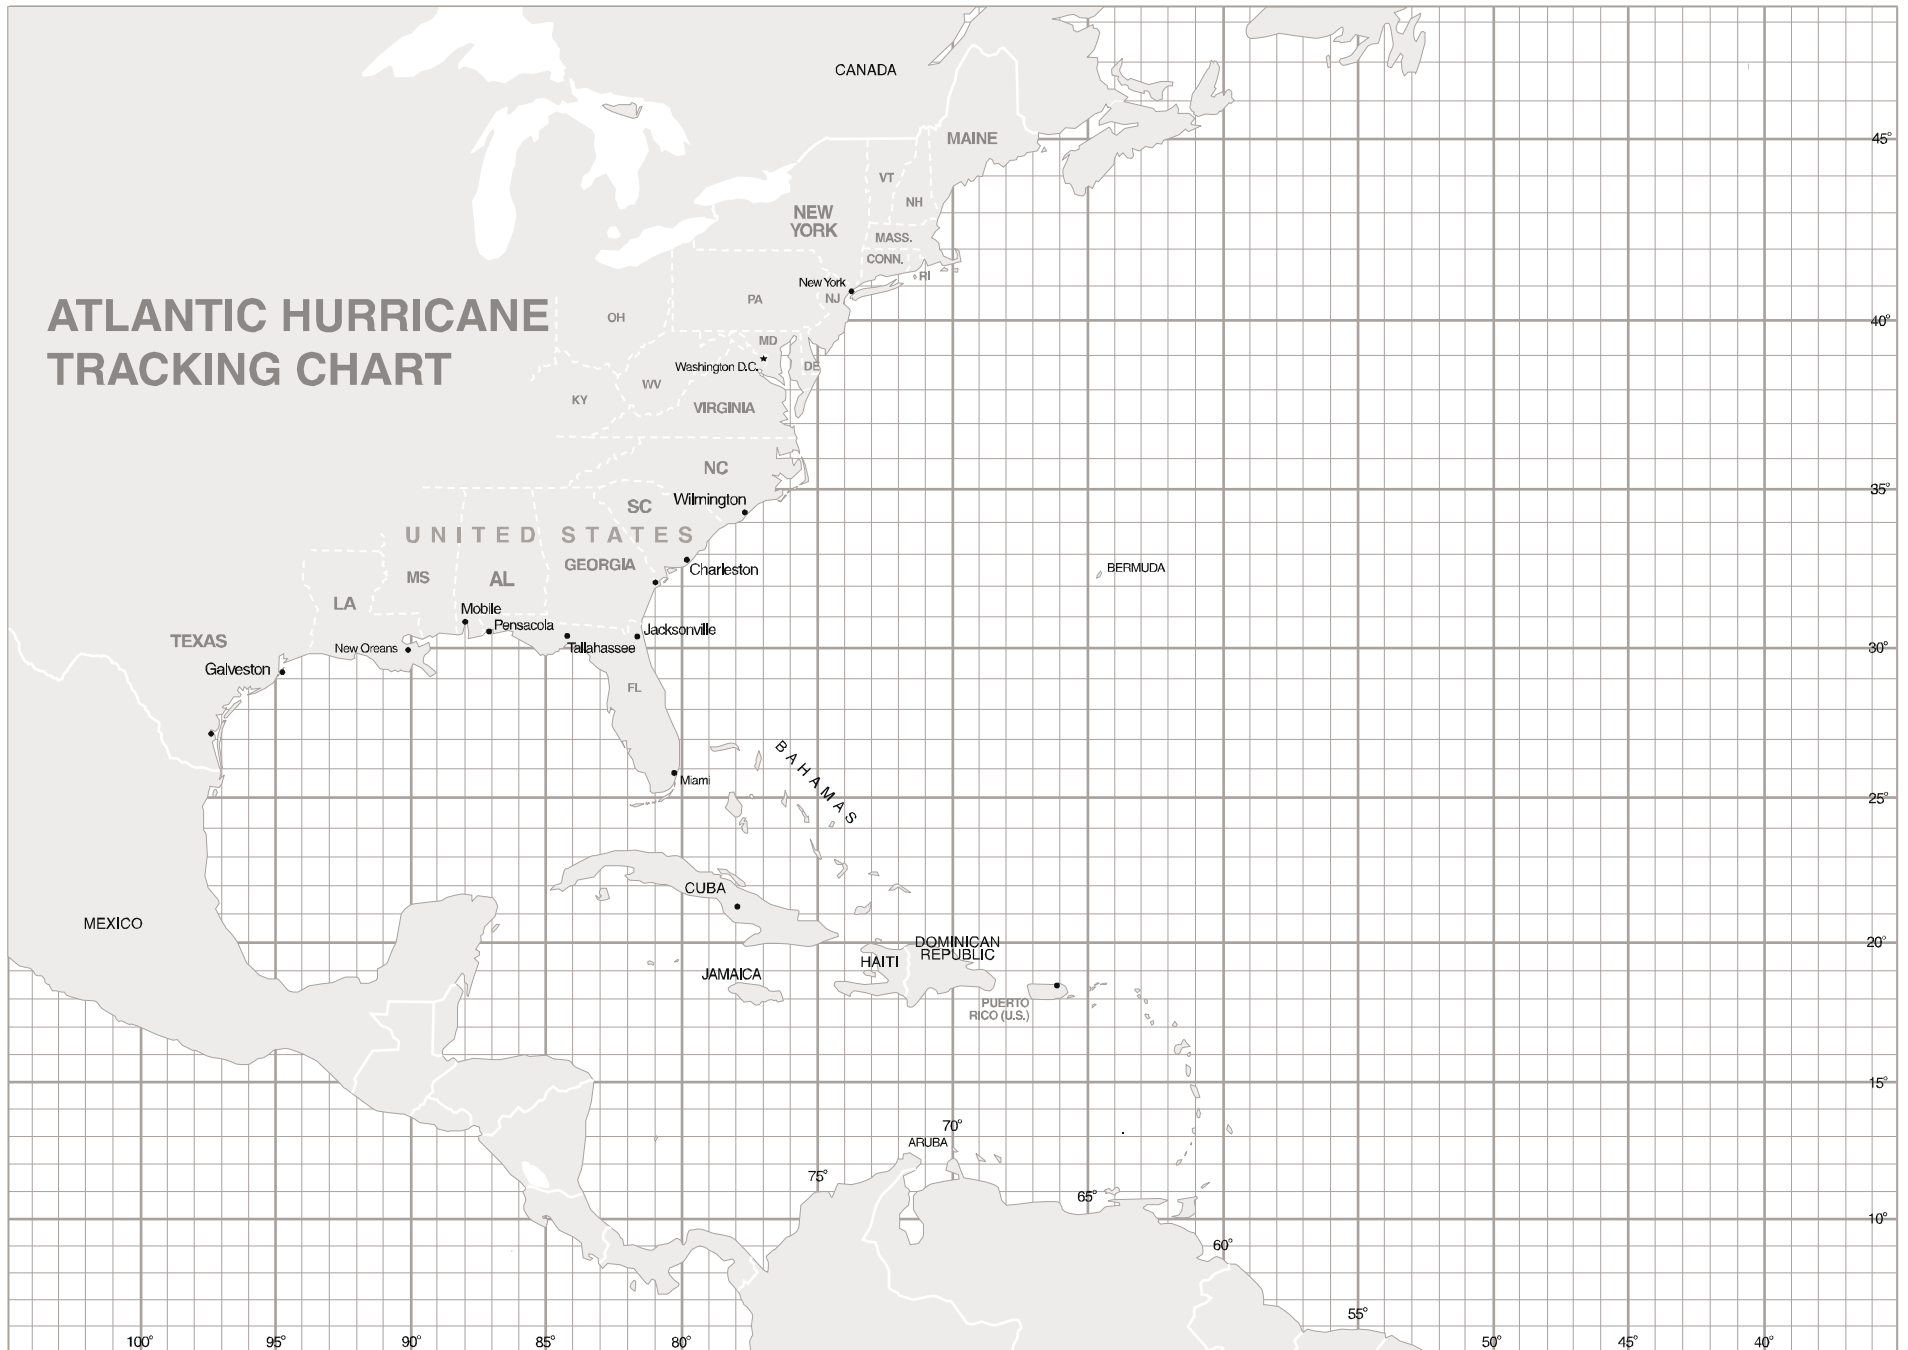 CANADA
MAINE
45°
VT
NH
NEW
YORK
MASS.
CONN.
RI
New York
NJ
PA
OH
ATLANTIC HURRICANE
TRACKING CHART
40°
MD
Washington D.C.
DE
WV
KY
VIRGINIA
NC
35°
SC
Wilmington
UNITED STATES
GEORGIA
Charleston
BERMUDA
MS
AL
LA
Mobile
Pensacola
Jacksonville
TEXAS
New Oreans
Tallahassee
30°
Galveston
FL
BAHAMAS
Miami
25°
CUBA
MEXICO
DOMINICAN
REPUBLIC
20°
HAITI
JAMAICA
PUERTO
RICO (U.S.)
15°
70°
ARUBA
75°
65°
10°
60°
55°
100°
95°
90°
85°
80°
50°
45°
40°